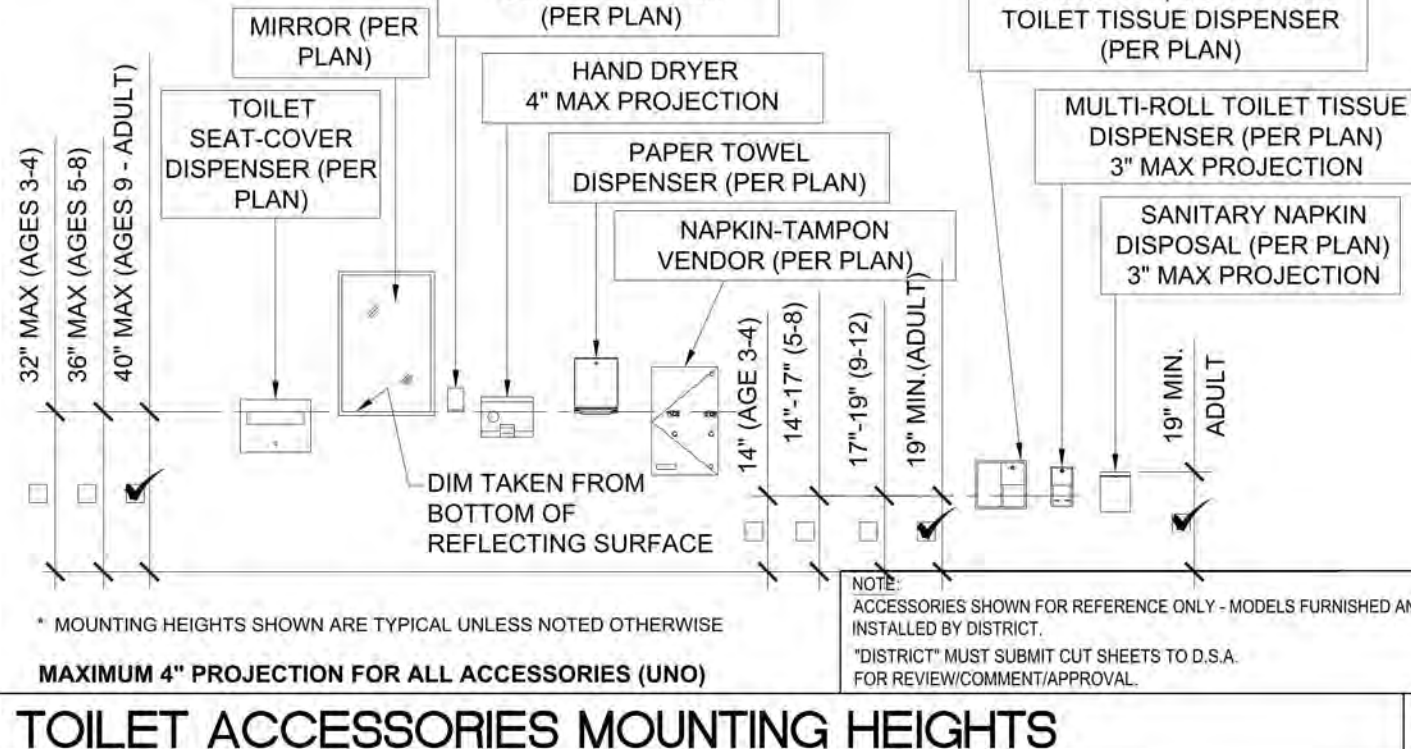 (PER PLAN)
MIRROR (PER
PLAN)
TOILET TISSUE DISPENSER
(PER PLAN)
HAND DRYER
4" MAX PROJECTION
TOILET
SEAT-COVER
DISPENSER (PER
PLAN)
MULTI-ROLL TOILET TISSUE
DISPENSER (PER PLAN)
3" MAX PROJECTION
PAPER TOWEL
DISPENSER (PER PLAN)
NAPKIN-TAMPON
VENDOR (PER PLAN)
SANITARY NAPKIN
DISPOSAL (PER PLAN)
3" MAX PROJECTION
32" MAX (AGES 3-4)
36" MAX (AGES 5-8)
40" MAX (AGES 9 - ADULT)
14" (AGE 3-4)
14"-17" (5-8)
17"-19" (9-12)
19" MIN.(ADULT)
19" MIN.
ADULT
DIM TAKEN FROM
BOTTOM OF
REFLECTING SURFACE
* MOUNTING HEIGHTS SHOWN ARE TYPICAL UNLESS NOTED OTHERWISE
MAXIMUM 4" PROJECTION FOR ALL ACCESSORIES (UNO)
NOTE:
ACCESSORIES SHOWN FOR REFERENCE ONLY - MODELS FURNISHED AN
INSTALLED BY DISTRICT.
"DISTRICT" MUST SUBMIT CUT SHEETS TO D.S.A.
FOR REVIEW/COMMENT/APPROVAL.
TOILET ACCESSORIES MOUNTING HEIGHTS